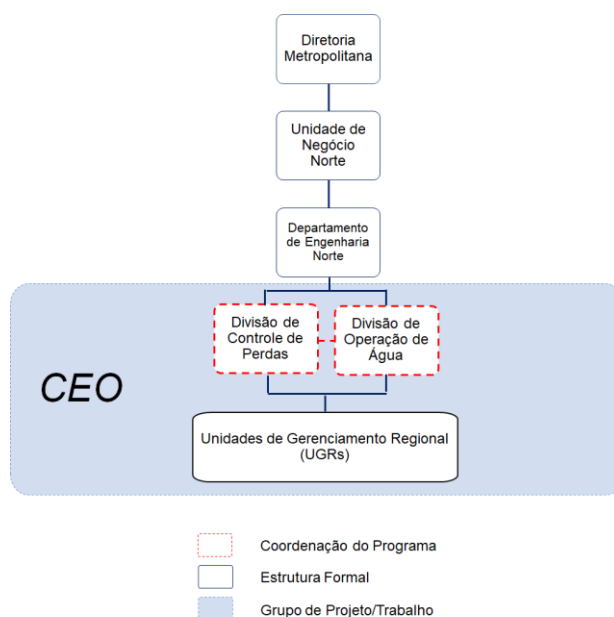 Diretoria
Metropolitana
Unidade de
Negócio
Norte
Departamento
de Engenharia
Norte
Divisão de
Controle de
Perdas
Divisão de
Operação de
Água
CEO
Unidades de Gerenciamento Regional
(UGRs)
Coordenação do Programa
Estrutura Formal
Grupo de Projeto/Trabalho